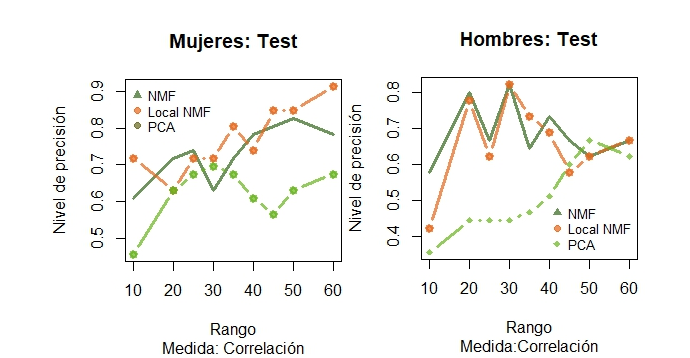 Mujeres: Test
Nivel de precisión
0.9
0.8
0.7
0.6
0.5
NMF
Local NMF
PCA
10 20 30 40 50 60
Rango
Medida: Correlación
Hombres: Test
Nivel de precisión
0.8
0.7
0.6
0.5
0.4
NMF
Local NMF
PCA
10 20 30 40 50 60
Rango
Medida:Correlación